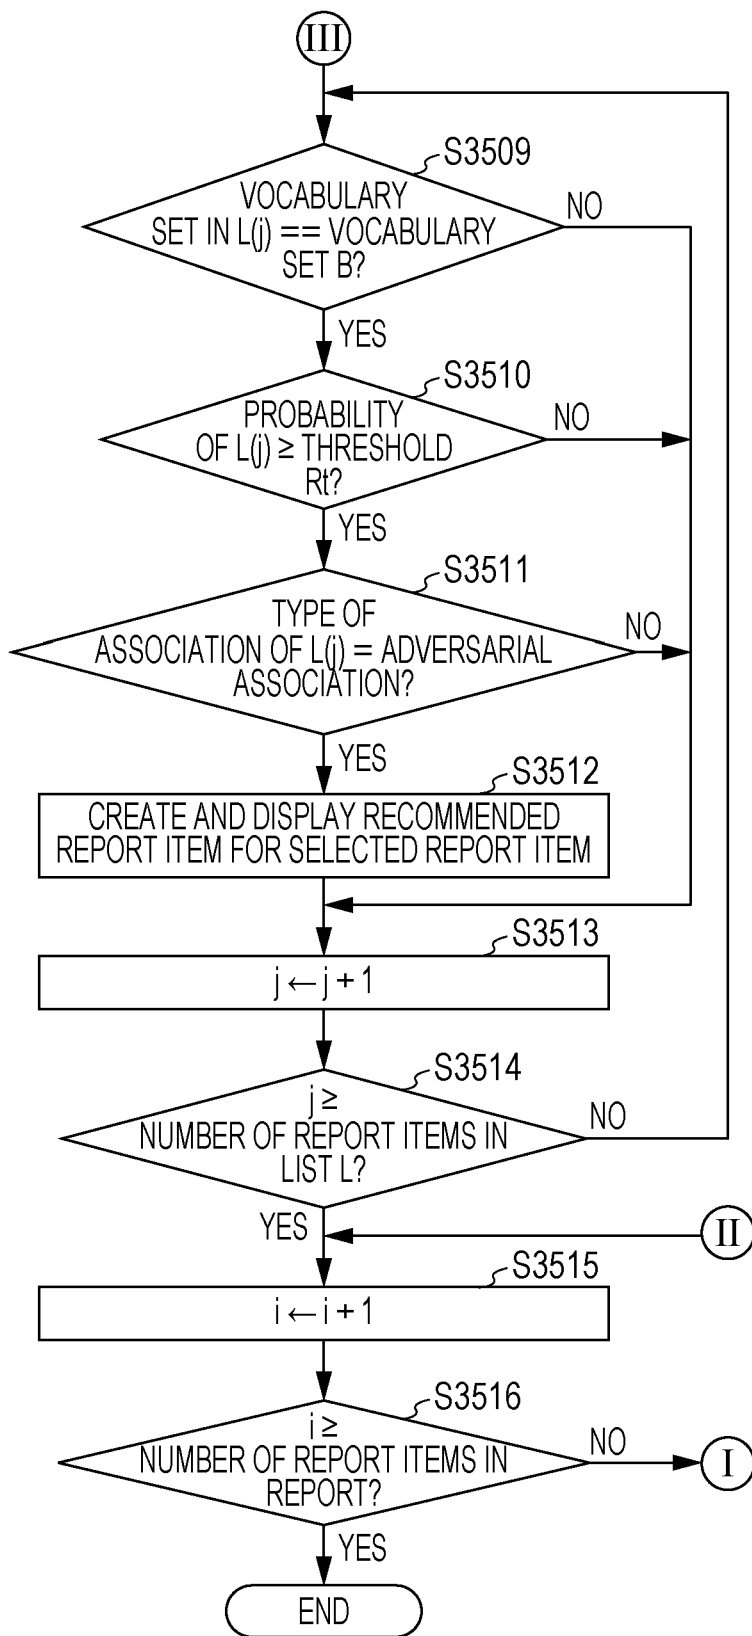 III
S3509
VOCABULARY
SET IN L(j) == VOCABULARY
SET B?
NO
YES
S3510
PROBABILITY
OF L(j) ≥ THRESHOLD
Rt?
NO
YES
S3511
TYPE OF
ASSOCIATION OF L(j) = ADVERSARIAL
ASSOCIATION?
NO
YES
S3512
CREATE AND DISPLAY RECOMMENDED
REPORT ITEM FOR SELECTED REPORT ITEM
S3513
j ← j + 1
S3514
j ≥
NUMBER OF REPORT ITEMS IN
LIST L?
NO
YES
II
S3515
i ← i + 1
S3516
i ≥
NUMBER OF REPORT ITEMS IN
REPORT?
NO
I
YES
END